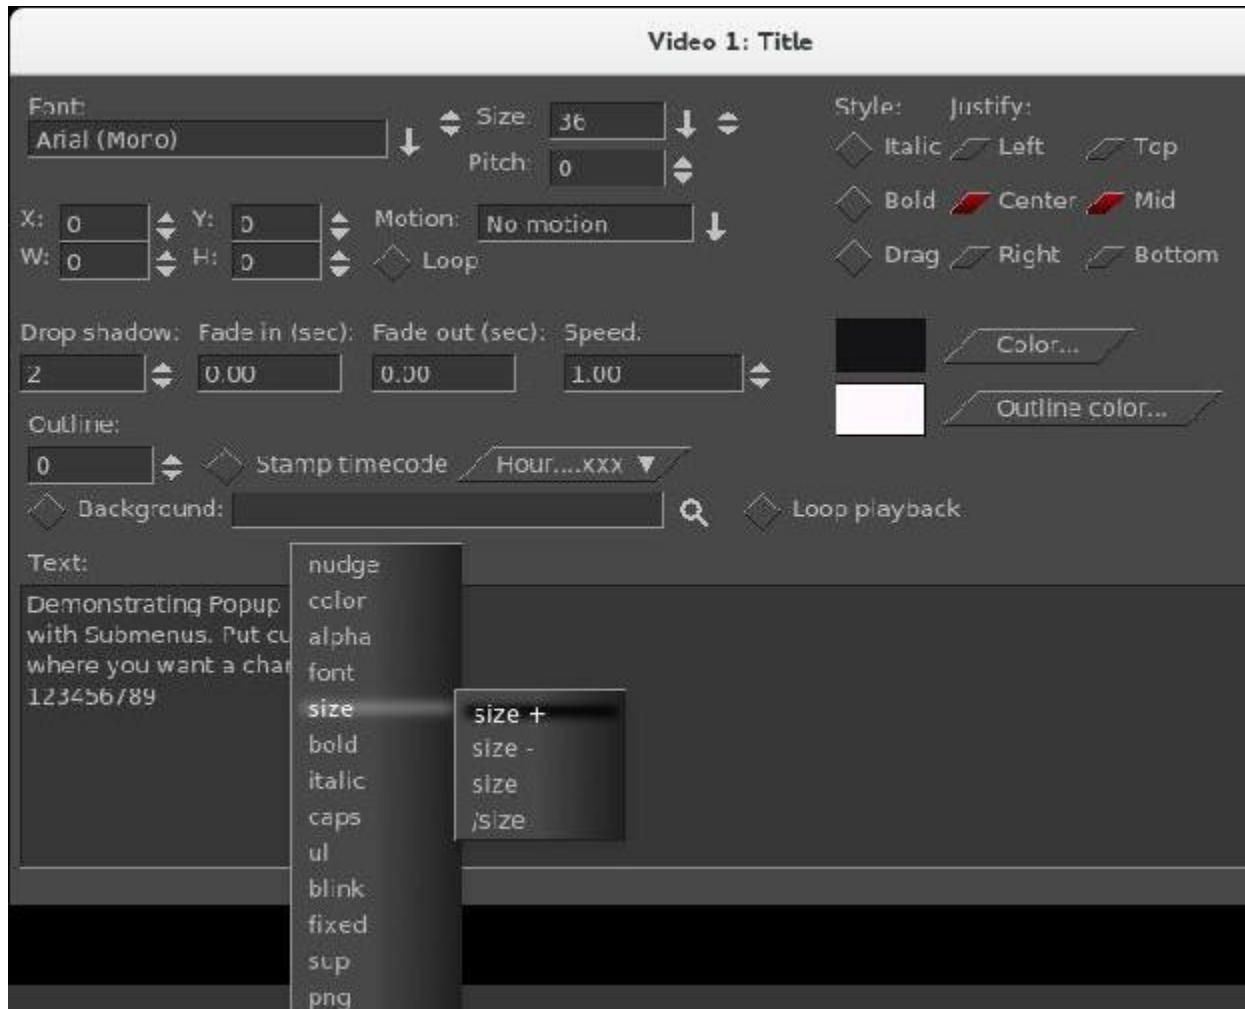 Video 1: Title
Font:
Arial (Mono)
Size:
36
Pitch:
0
Style:
Justify:
Italic
Left
Top
Bold
Center
Mid
Drag
Right
Bottom
X:
0
Y:
0
Motion:
No motion
W:
0
H:
0
Loop
Drop shadow:
Fade in (sec):
Fade out (sec):
Speed:
2
0.00
0.00
1.00
Color...
Outline color...
Outline:
0
Stamp timecode
Hour....xxx
Background:
Loop playback
Text:
Demonstrating Popup
with Submenus. Put cu
where you want a char
123456789
nudge
color
alpha
font
size
bold
italic
caps
ul
blink
fixed
sup
png
size +
size -
size
/size